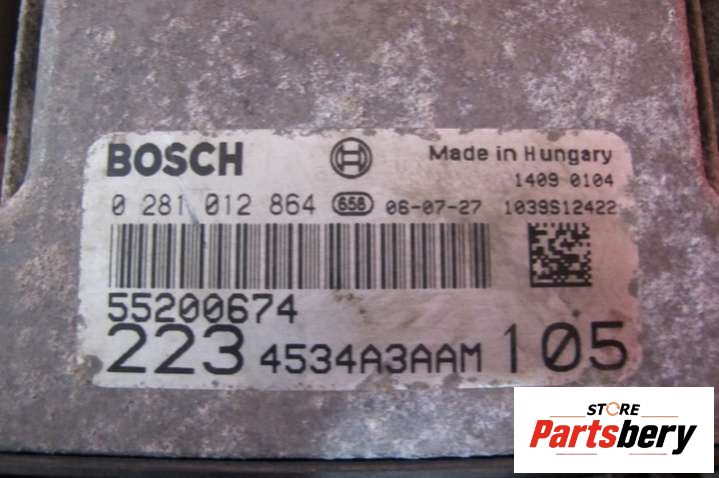 BOSCH Made in Hungary
1409 0104
0 281 012 864 658 06-07-27 1039S12422
55200674
223 4534A3AAM 105
STORE
Partsbery